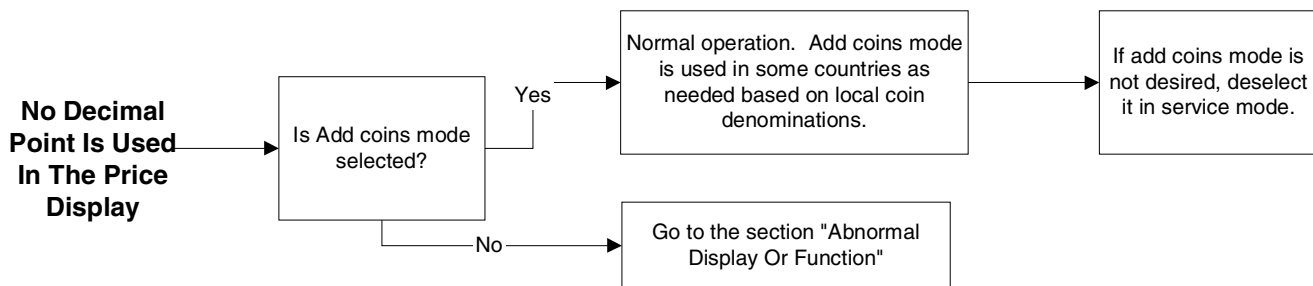 No Decimal
Point Is Used
In The Price
Display
Is Add coins mode
selected?
Yes
Normal operation. Add coins mode
is used in some countries as
needed based on local coin
denominations.
If add coins mode is
not desired, deselect
it in service mode.
No
Go to the section "Abnormal
Display Or Function"